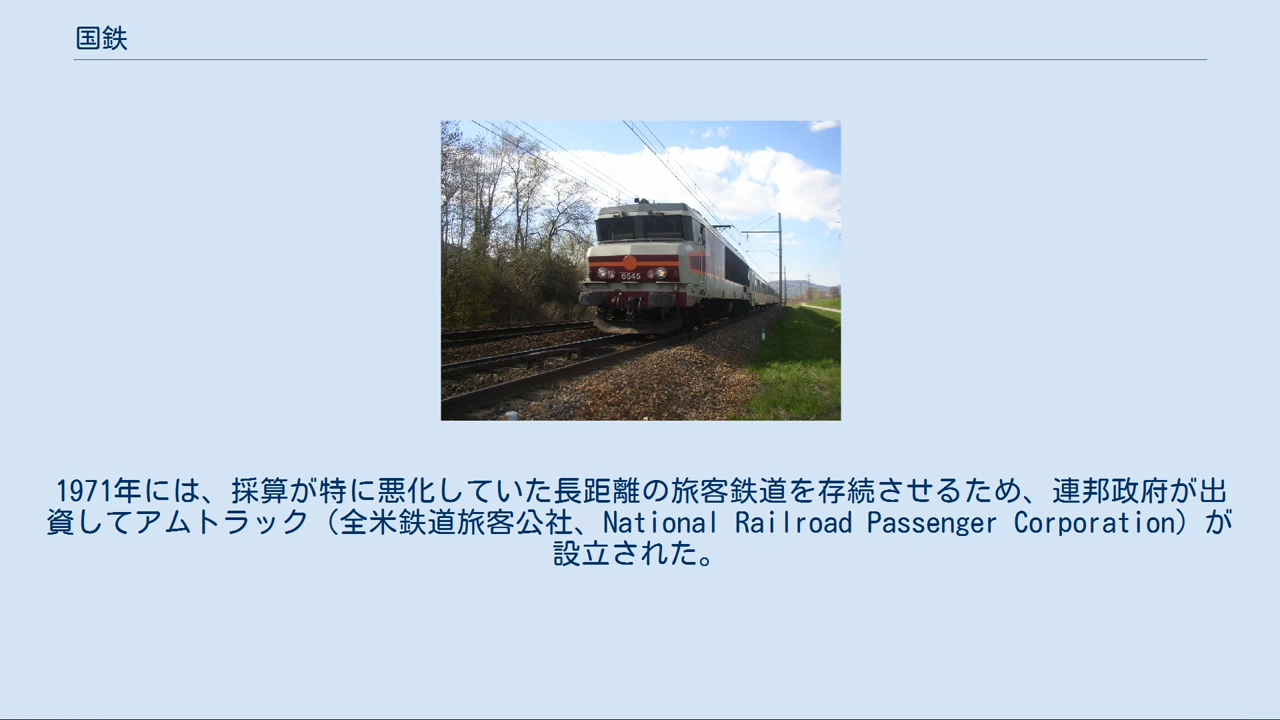 国鉄
6545
1971年には、採算が特に悪化していた長距離の旅客鉄道を存続させるため、連邦政府が出
資してアムトラック（全米鉄道旅客公社、National Railroad Passenger Corporation）が
設立された。